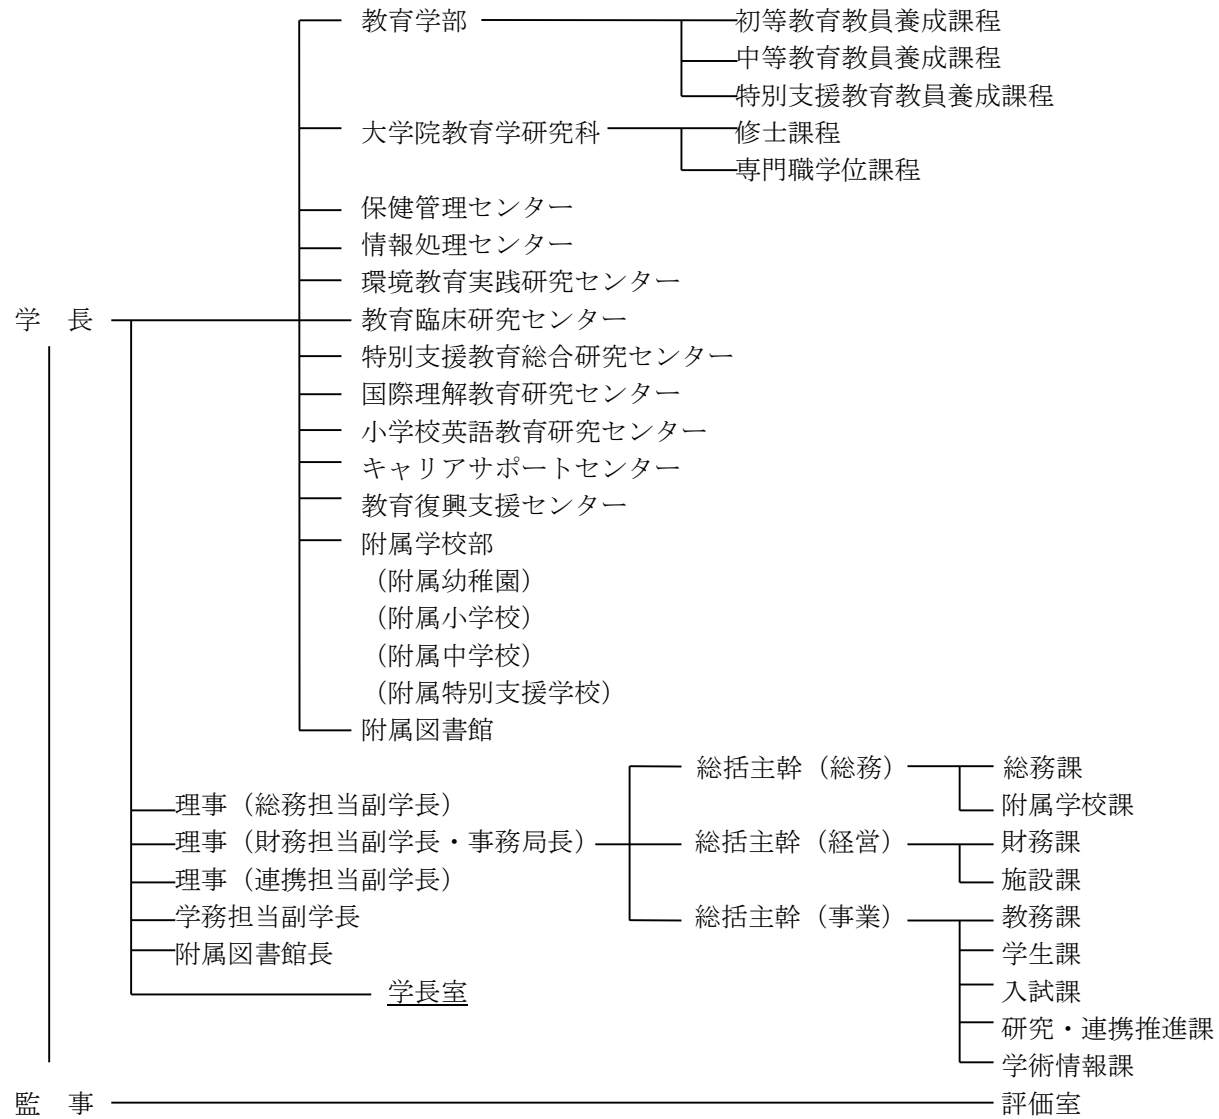 教育学部 初等教育教員養成課程
中等教育教員養成課程
特別支援教育教員養成課程
大学院教育学研究科 修士課程
専門職学位課程
保健管理センター
情報処理センター
環境教育実践研究センター
学　長 教育臨床研究センター
特別支援教育総合研究センター
国際理解教育研究センター
小学校英語教育研究センター
キャリアサポートセンター
教育復興支援センター
附属学校部
（附属幼稚園）
（附属小学校）
（附属中学校）
（附属特別支援学校）
附属図書館
総括主幹（総務） 総務課
理事（総務担当副学長） 附属学校課
理事（財務担当副学長・事務局長） 総括主幹（経営） 財務課
理事（連携担当副学長） 施設課
学務担当副学長 総括主幹（事業） 教務課
附属図書館長 学生課
学長室 入試課
研究・連携推進課
学術情報課
監　事 評価室